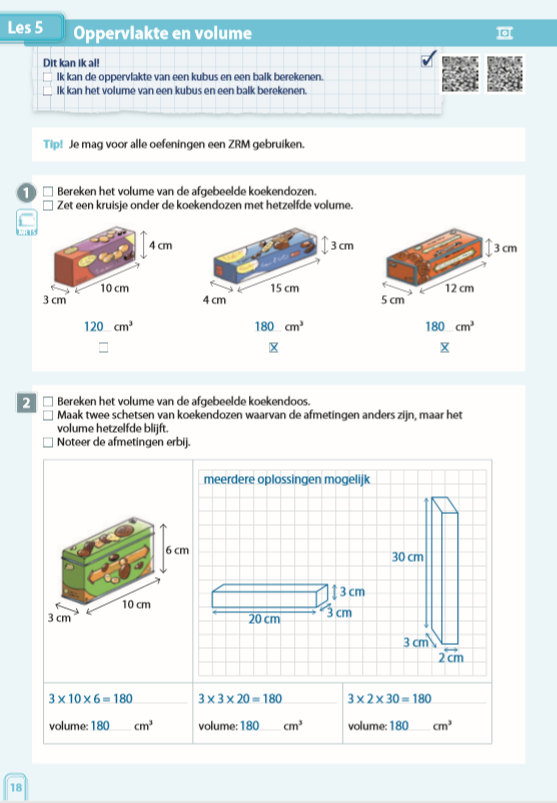 Les 5
Oppervlakte en volume
Dit kan ik al!
Ik kan de oppervlakte van een kubus en een balk berekenen.
Ik kan het volume van een kubus en een balk berekenen.
Tip! Je mag voor alle oefeningen een ZRM gebruiken.
1
Bereken het volume van de afgebeelde koekendozen.
Zet een kruisje onder de koekendozen met hetzelfde volume.
4 cm
10 cm
3 cm
3 cm
15 cm
4 cm
3 cm
12 cm
5 cm
120 cm³
180 cm³
180 cm³
2
Bereken het volume van de afgebeelde koekendoos.
Maak twee schetsen van koekendozen waarvan de afmetingen anders zijn, maar het
volume hetzelfde blijft.
Noteer de afmetingen erbij.
meerdere oplossingen mogelijk
6 cm
10 cm
3 cm
3 cm
3 cm
20 cm
30 cm
3 cm
2 cm
3 × 10 × 6 = 180
volume: 180 cm³
3 × 3 × 20 = 180
volume: 180 cm³
3 × 2 × 30 = 180
volume: 180 cm³
18